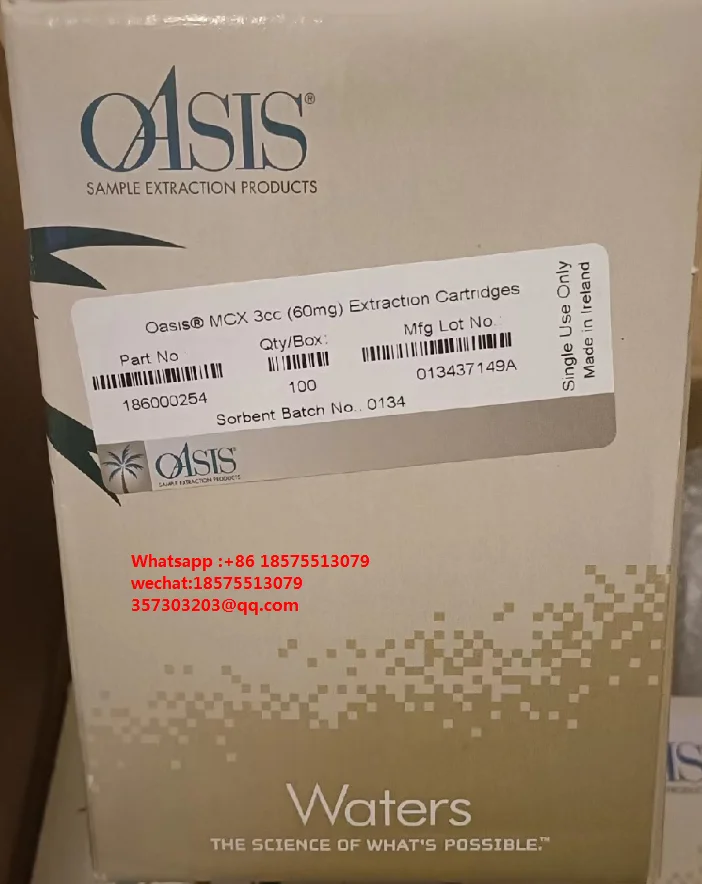 OASIS®
SAMPLE EXTRACTION PRODUCTS
Oasis® MCX 3cc (60mg) Extraction Cartridges
Part No
Qty/Box:
Mfg Lot No.:
186000254
100
013437149A
Sorbent Batch No.: 0134
Single Use Only
Made in Ireland
OASIS®
SAMPLE EXTRACTION PRODUCTS
Whatsapp :+86 18575513079
wechat:18575513079
357303203@qq.com
Waters
THE SCIENCE OF WHAT'S POSSIBLE.™